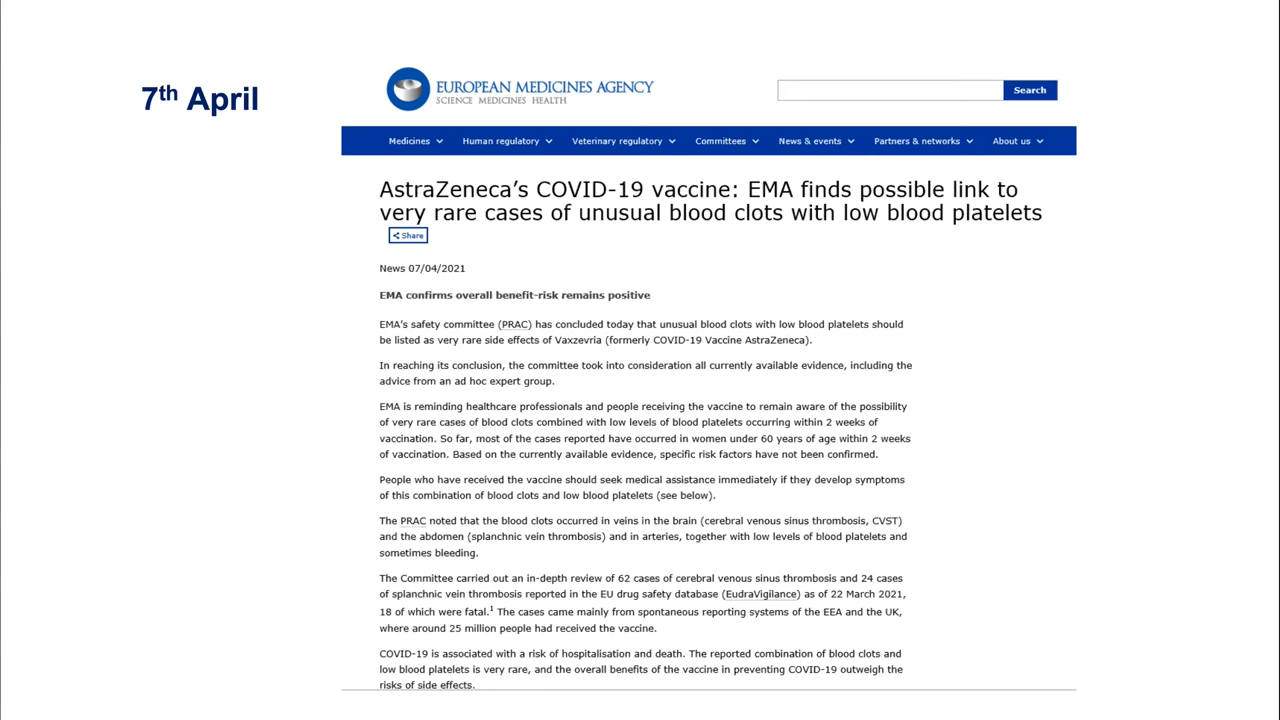 7th April
EUROPEAN MEDICINES AGENCY
SCIENCE MEDICINES HEALTH
Search
Medicines Human regulatory Veterinary regulatory Committees News & events Partners & networks About us
AstraZeneca’s COVID-19 vaccine: EMA finds possible link to
very rare cases of unusual blood clots with low blood platelets
Share
News 07/04/2021
EMA confirms overall benefit-risk remains positive
EMA’s safety committee (PRAC) has concluded today that unusual blood clots with low blood platelets should
be listed as very rare side effects of Vaxzevria (formerly COVID-19 Vaccine AstraZeneca).
In reaching its conclusion, the committee took into consideration all currently available evidence, including the
advice from an ad hoc expert group.
EMA is reminding healthcare professionals and people receiving the vaccine to remain aware of the possibility
of very rare cases of blood clots combined with low levels of blood platelets occurring within 2 weeks of
vaccination. So far, most of the cases reported have occurred in women under 60 years of age within 2 weeks
of vaccination. Based on the currently available evidence, specific risk factors have not been confirmed.
People who have received the vaccine should seek medical assistance immediately if they develop symptoms
of this combination of blood clots and low blood platelets (see below).
The PRAC noted that the blood clots occurred in veins in the brain (cerebral venous sinus thrombosis, CVST)
and the abdomen (splanchnic vein thrombosis) and in arteries, together with low levels of blood platelets and
sometimes bleeding.
The Committee carried out an in-depth review of 62 cases of cerebral venous sinus thrombosis and 24 cases
of splanchnic vein thrombosis reported in the EU drug safety database (EudraVigilance) as of 22 March 2021,
18 of which were fatal.1 The cases came mainly from spontaneous reporting systems of the EEA and the UK,
where around 25 million people had received the vaccine.
COVID-19 is associated with a risk of hospitalisation and death. The reported combination of blood clots and
low blood platelets is very rare, and the overall benefits of the vaccine in preventing COVID-19 outweigh the
risks of side effects.